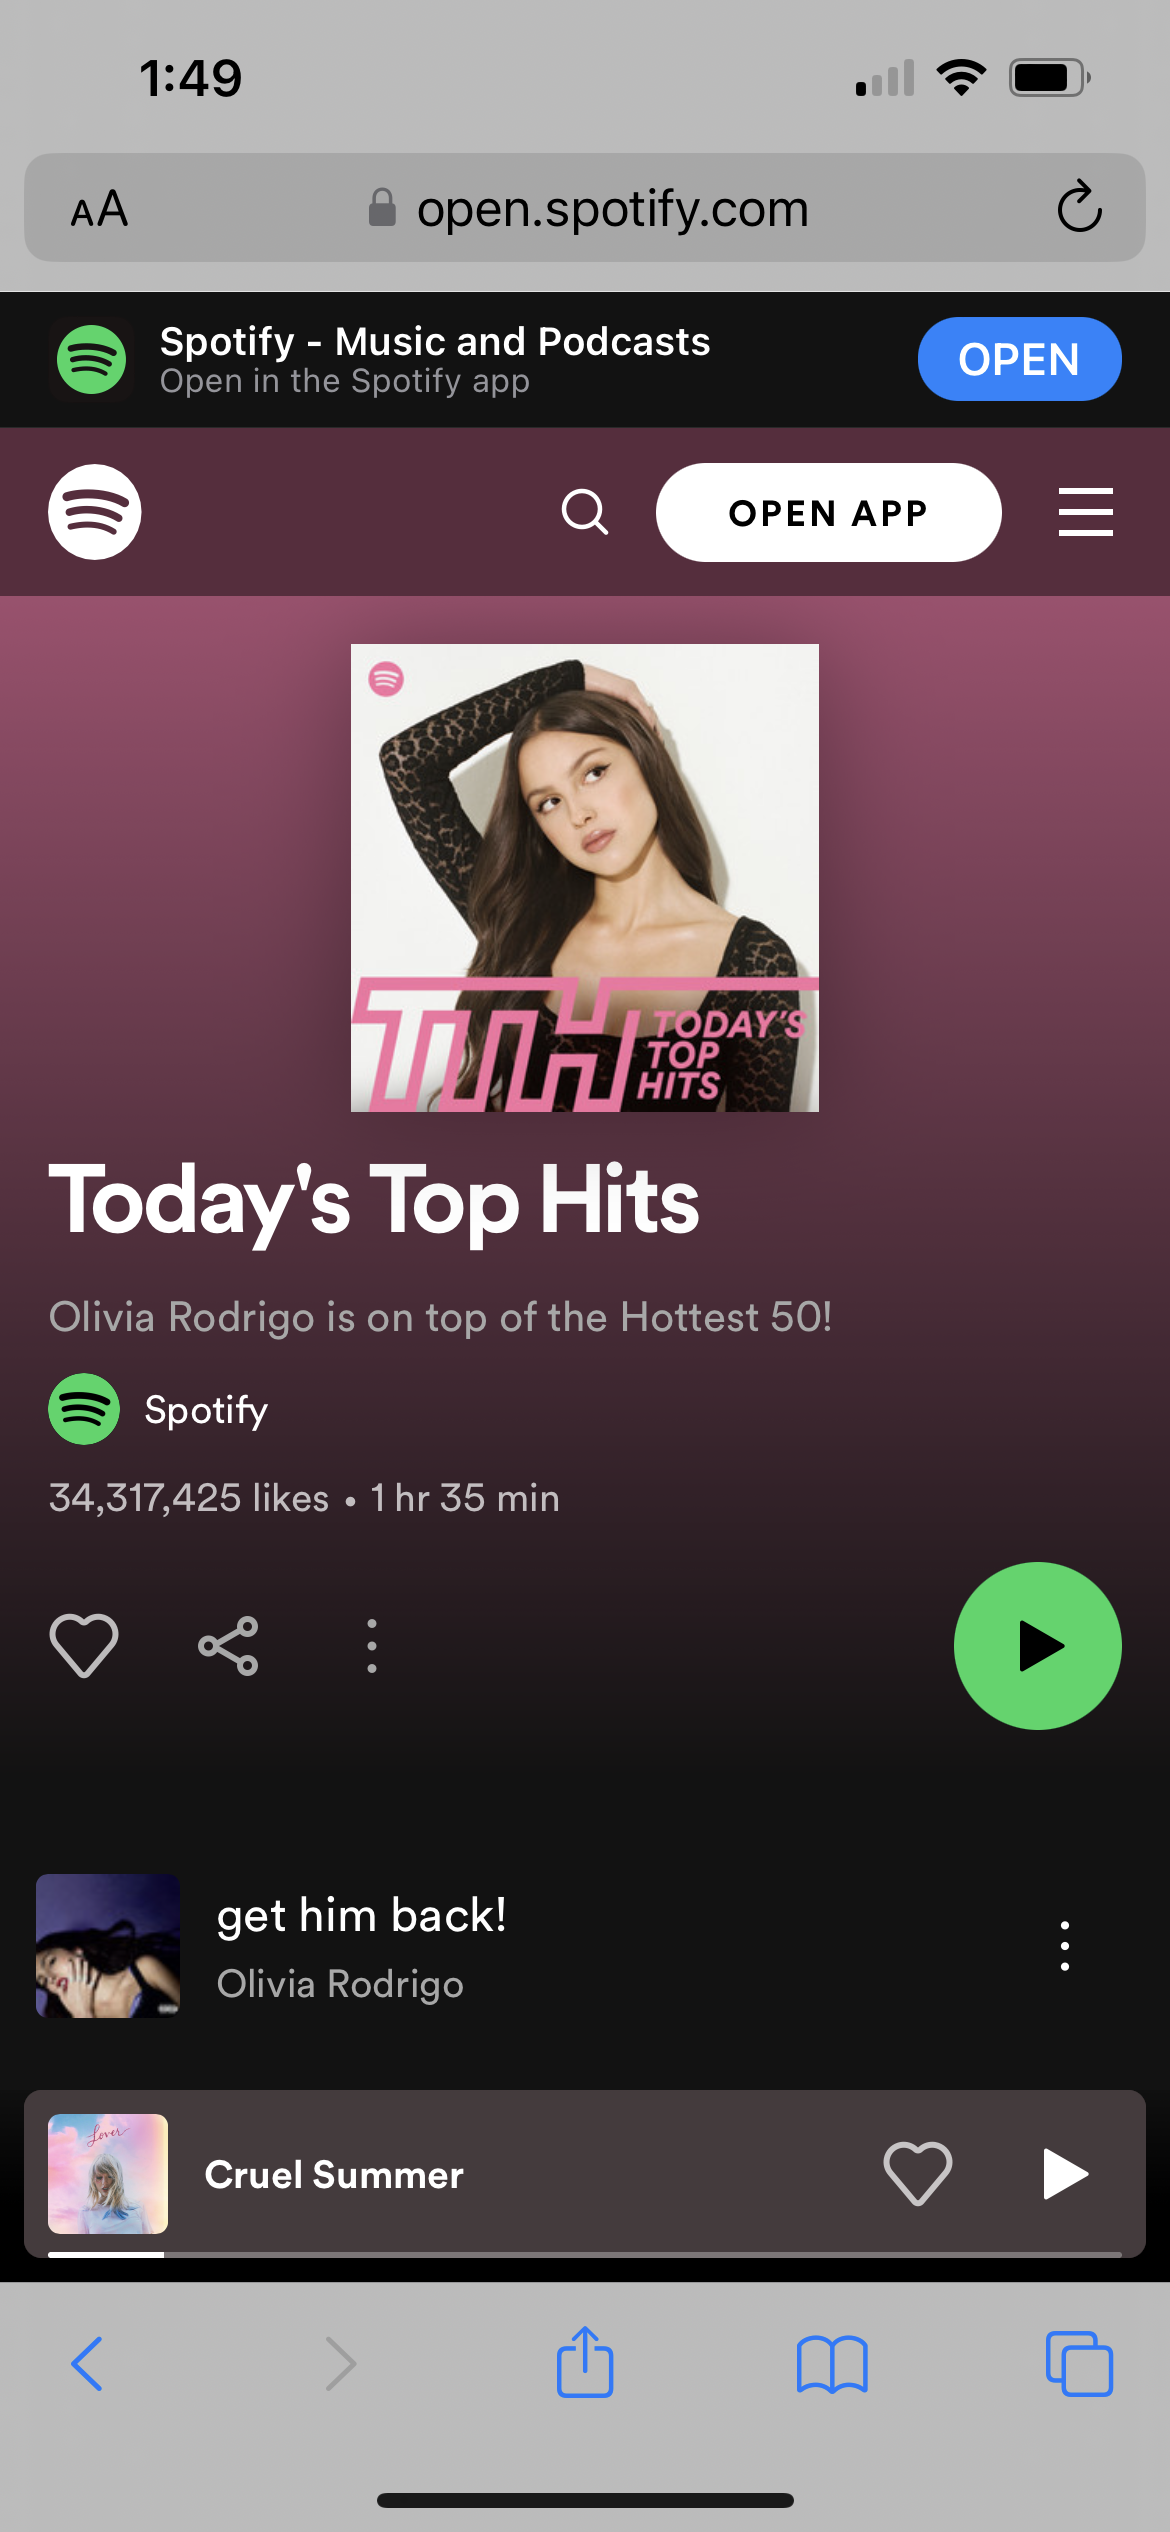 1:49
AA open.spotify.com
Spotify - Music and Podcasts
Open in the Spotify app
OPEN
OPEN APP
TTH
TODAY'S
TOP
HITS
Today's Top Hits
Olivia Rodrigo is on top of the Hottest 50!
Spotify
34,317,425 likes • 1 hr 35 min
get him back!
Olivia Rodrigo
Lover
Cruel Summer